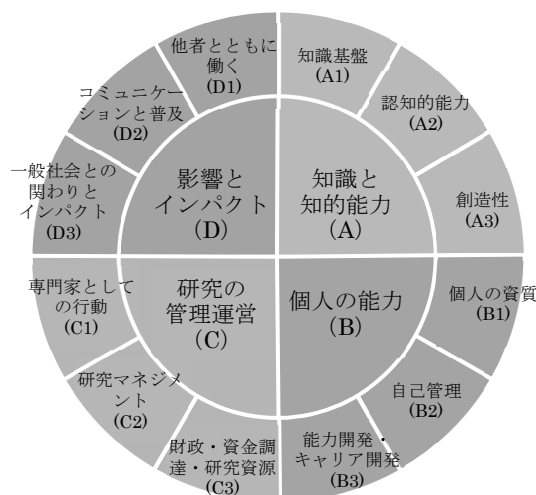 他者とともに
働く
(D1)
知識基盤
(A1)
コミュニケー
ションと普及
(D2)
認知的能力
(A2)
一般社会との
関わりと
インパクト
(D3)
影響と
インパクト
(D)
知識と
知的能力
(A)
創造性
(A3)
専門家として
の行動
(C1)
研究の
管理運営
(C)
個人の能力
(B)
個人の資質
(B1)
研究マネジメ
ント
(C2)
自己管理
(B2)
財政・資金調
達・研究資源
(C3)
能力開発・
キャリア開発
(B3)